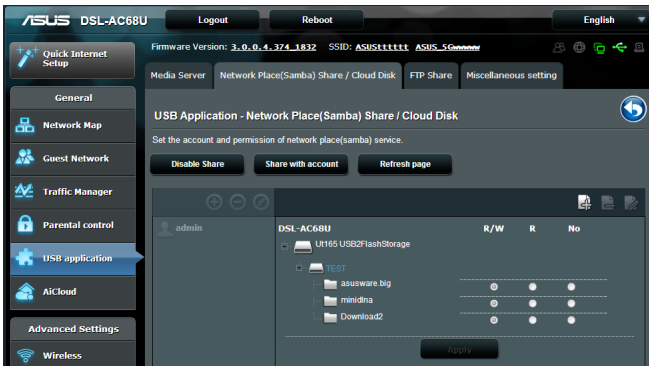 ASUS DSL-AC68U Logout Reboot English
Quick Internet Setup
General
Network Map
Guest Network
Traffic Manager
Parental control
USB application
AiCloud
Advanced Settings
Wireless
Firmware Version: 3.0.0.4.374_1832 SSID: ASUStttttt ASUS_5Gwwwww
Media Server Network Place(Samba) Share / Cloud Disk FTP Share Miscellaneous setting
USB Application - Network Place(Samba) Share / Cloud Disk
Set the account and permission of network place(samba) service.
Disable Share Share with account Refresh page
admin
DSL-AC68U R/W R No
Ut165 USB2FlashStorage
TEST
asusware.big
minidlna
Download2
Apply